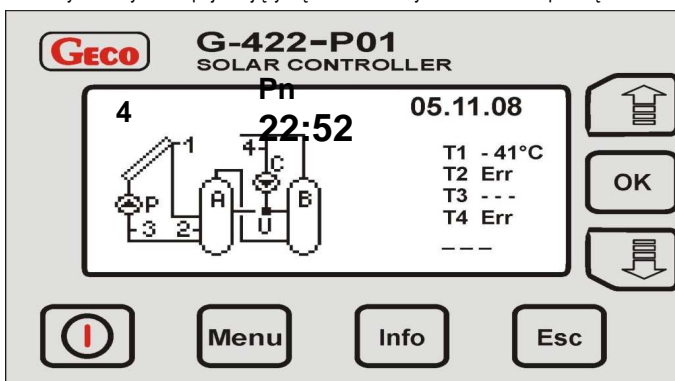 GECO
G-422-P01
SOLAR CONTROLLER
4
Pn
22:52
05.11.08
T1 - 41°C
T2 Err
T3 - - -
T4 Err
- - -
1
4
C
P
A
B
3
2
U
OK
Menu
Info
Esc